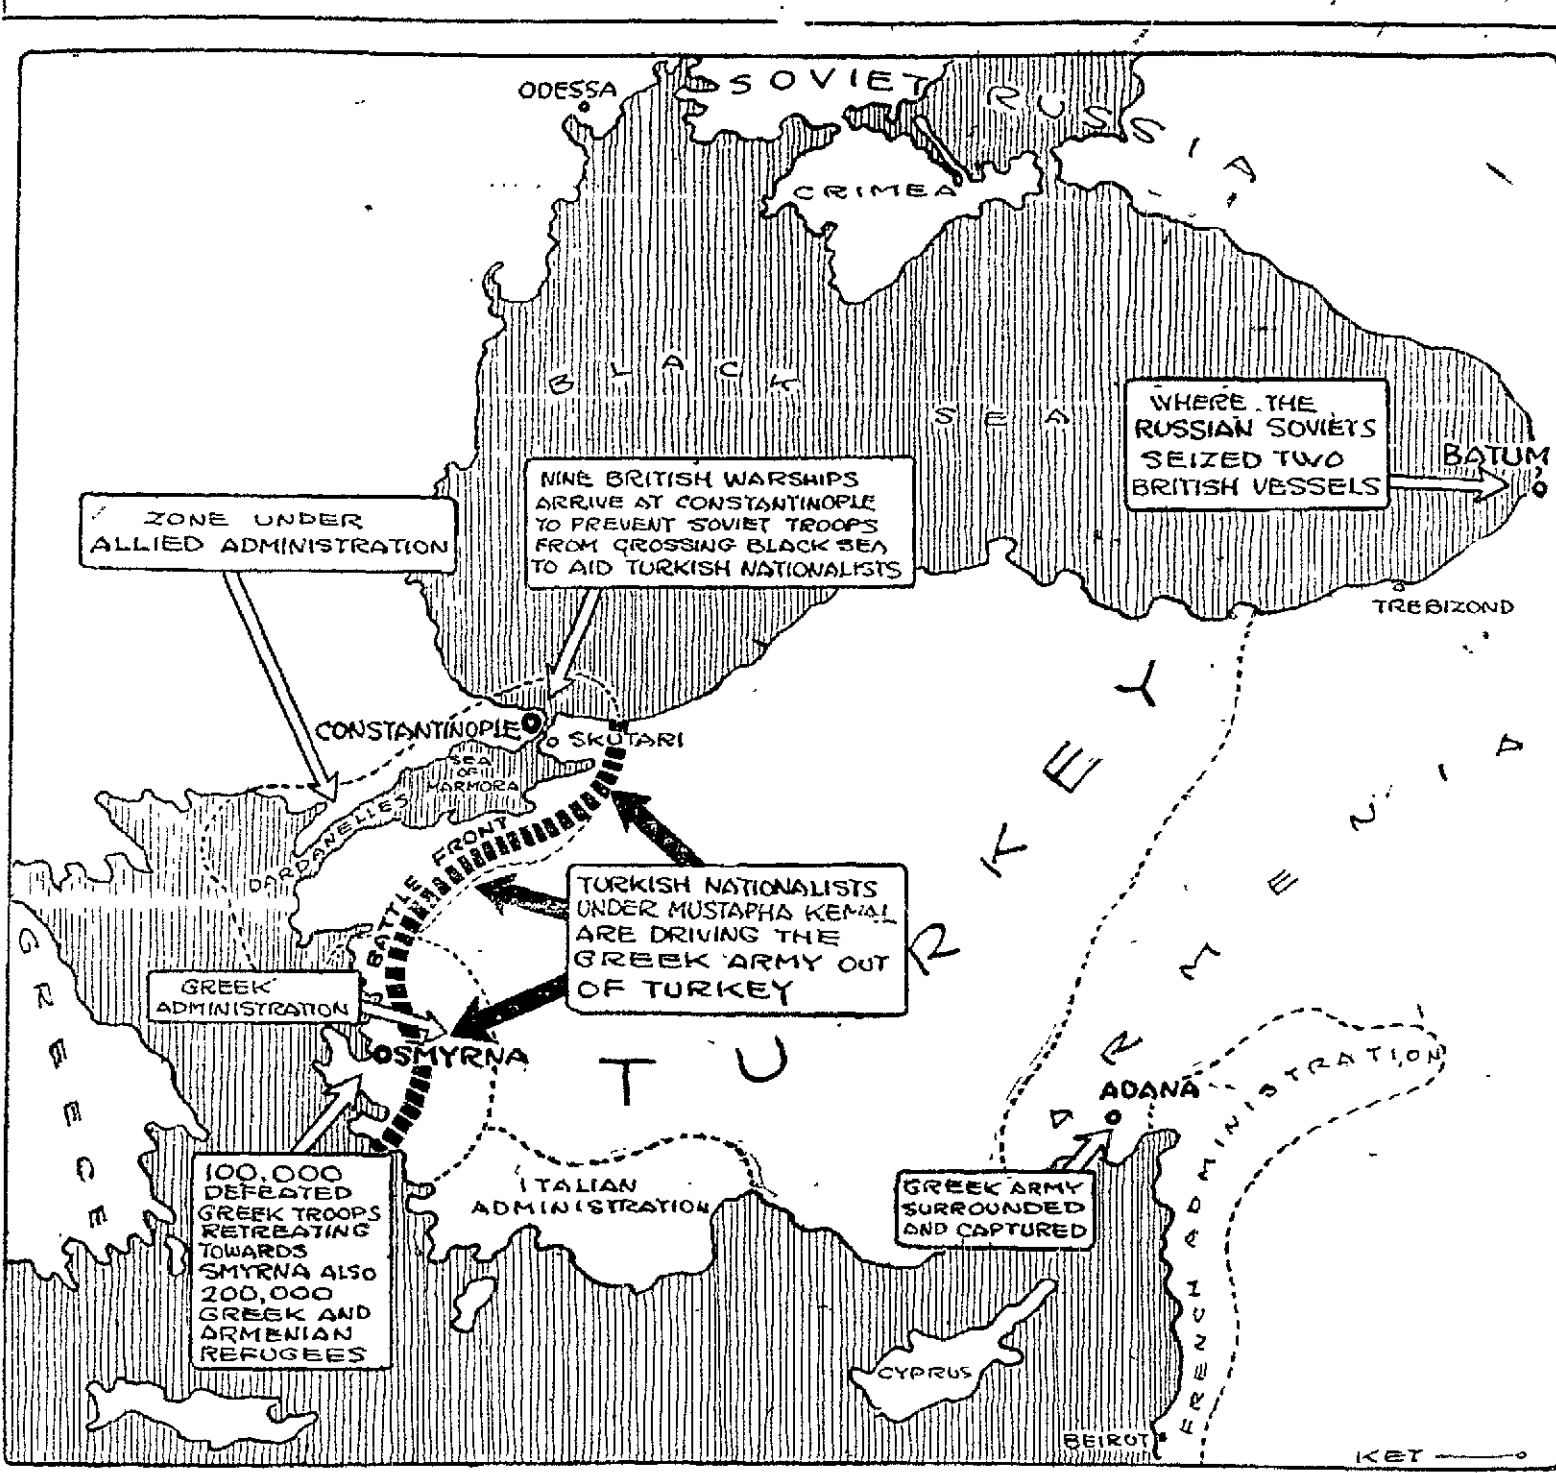 ODESSA
SOVIET RUSSIA
CRIMEA
BLACK SEA
WHERE THE
RUSSIAN SOVIETS
SEIZED TWO
BRITISH VESSELS
BATUM
NINE BRITISH WARSHIPS
ARRIVE AT CONSTANTINOPLE
TO PREVENT SOVIET TROOPS
FROM CROSSING BLACK SEA
TO AID TURKISH NATIONALISTS
ZONE UNDER
ALLIED ADMINISTRATION
TREBIZOND
CONSTANTINOPLE
SKUTARI
SEA
OF
MARMORA
DARDANELLES
BATTLE FRONT
TURKEY
ARMENIA
TURKISH NATIONALISTS
UNDER MUSTAPHA KEMAL
ARE DRIVING THE
GREEK ARMY OUT
OF TURKEY
GREECE
GREEK
ADMINISTRATION
SMYRNA
ADANA
FRENCH ADMINISTRATION
100,000
DEFEATED
GREEK TROOPS
RETREATING
TOWARDS
SMYRNA ALSO
200,000
GREEK AND
ARMENIAN
REFUGEES
ITALIAN
ADMINISTRATION
GREEK ARMY
SURROUNDED
AND CAPTURED
CYPRUS
BEIRUT
KET